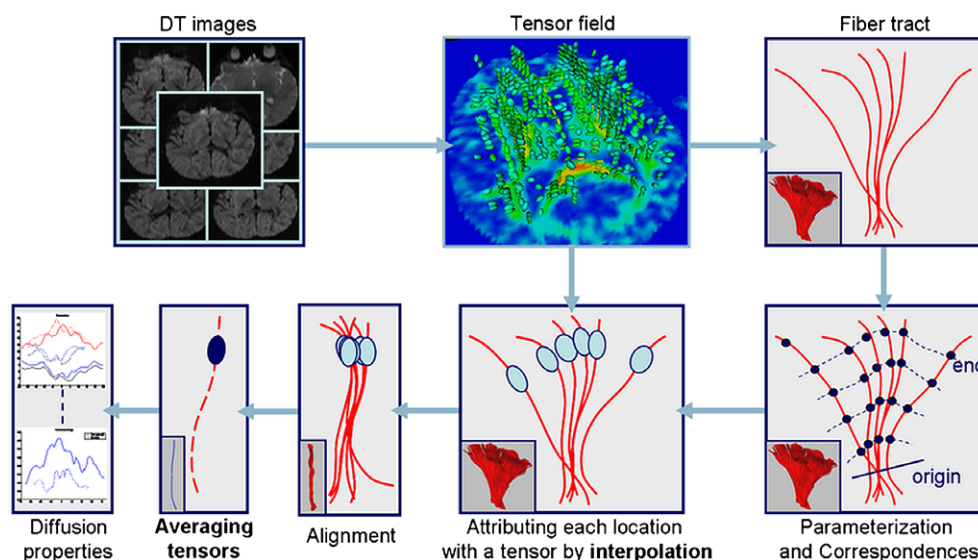 DT images
Tensor field
Fiber tract
end
origin
Diffusion
properties
Averaging
tensors
Alignment
Attributing each location
with a tensor by interpolation
Parameterization
and Correspondences